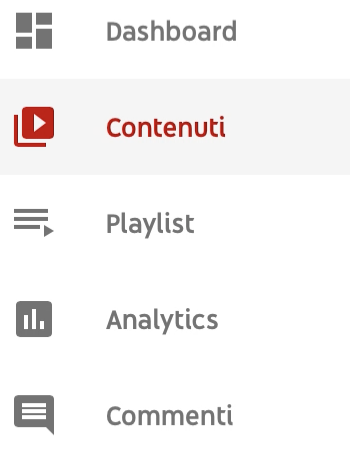 Dashboard
Contenuti
Playlist
Analytics
Commenti